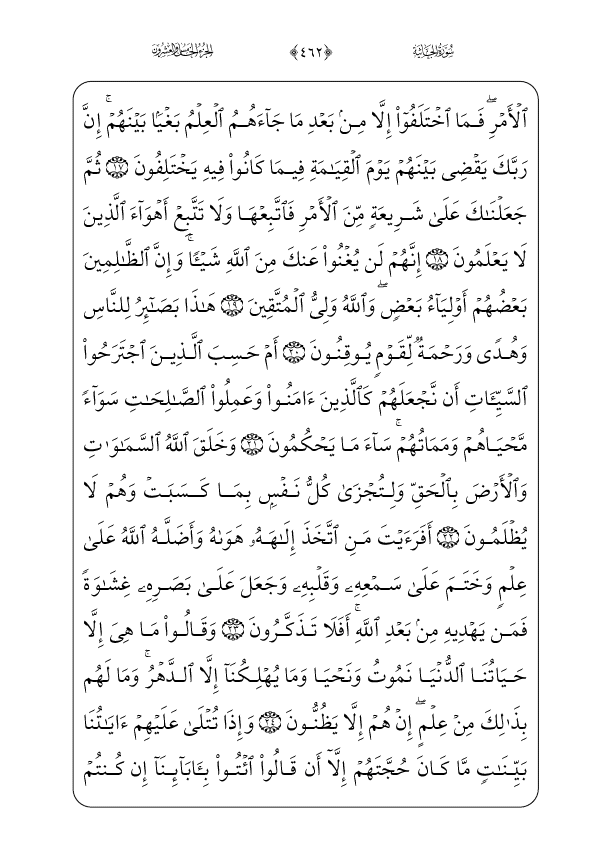 سُورَةُ الجَاثِيَةِ ﴿٤٦٢﴾ الجُزْءُ الخَامِسُ وَالعِشْرُونَ
ٱلۡأَمۡرِۖ فَمَا ٱخۡتَلَفُوٓاْ إِلَّا مِنۢ بَعۡدِ مَا جَآءَهُمُ ٱلۡعِلۡمُ بَغۡيَۢا بَيۡنَهُمۡۚ إِنَّ
رَبَّكَ يَقۡضِى بَيۡنَهُمۡ يَوۡمَ ٱلۡقِيَٰمَةِ فِيمَا كَانُواْ فِيهِ يَخۡتَلِفُونَ ١٧ ثُمَّ
جَعَلۡنَٰكَ عَلَىٰ شَرِيعَةٖ مِّنَ ٱلۡأَمۡرِ فَٱتَّبِعۡهَا وَلَا تَتَّبِعۡ أَهۡوَآءَ ٱلَّذِينَ
لَا يَعۡلَمُونَ ١٨ إِنَّهُمۡ لَن يُغۡنُواْ عَنكَ مِنَ ٱللَّهِ شَيۡـٔٗاۚ وَإِنَّ ٱلظَّٰلِمِينَ
بَعۡضُهُمۡ أَوۡلِيَآءُ بَعۡضٖۖ وَٱللَّهُ وَلِىُّ ٱلۡمُتَّقِينَ ١٩ هَٰذَا بَصَٰٓئِرُ لِلنَّاسِ
وَهُدٗى وَرَحۡمَةٞ لِّقَوۡمٖ يُوقِنُونَ ٢٠ أَمۡ حَسِبَ ٱلَّذِينَ ٱجۡتَرَحُواْ
ٱلسَّيِّـَٔاتِ أَن نَّجۡعَلَهُمۡ كَٱلَّذِينَ ءَامَنُواْ وَعَمِلُواْ ٱلصَّٰلِحَٰتِ سَوَآءٗ
مَّحۡيَاهُمۡ وَمَمَاتُهُمۡۚ سَآءَ مَا يَحۡكُمُونَ ٢١ وَخَلَقَ ٱللَّهُ ٱلسَّمَٰوَٰتِ
وَٱلۡأَرۡضَ بِٱلۡحَقِّ وَلِتُجۡزَىٰ كُلُّ نَفۡسِۭ بِمَا كَسَبَتۡ وَهُمۡ لَا
يُظۡلَمُونَ ٢٢ أَفَرَءَيۡتَ مَنِ ٱتَّخَذَ إِلَٰهَهُۥ هَوَىٰهُ وَأَضَلَّهُ ٱللَّهُ عَلَىٰ
عِلۡمٖ وَخَتَمَ عَلَىٰ سَمۡعِهِۦ وَقَلۡبِهِۦ وَجَعَلَ عَلَىٰ بَصَرِهِۦ غِشَٰوَةٗ
فَمَن يَهۡدِيهِ مِنۢ بَعۡدِ ٱللَّهِۚ أَفَلَا تَذَكَّرُونَ ٢٣ وَقَالُواْ مَا هِىَ إِلَّا
حَيَاتُنَا ٱلدُّنۡيَا نَمُوتُ وَنَحۡيَا وَمَا يُهۡلِكُنَآ إِلَّا ٱلدَّهۡرُۚ وَمَا لَهُم
بِذَٰلِكَ مِنۡ عِلۡمٍۖ إِنۡ هُمۡ إِلَّا يَظُنُّونَ ٢٤ وَإِذَا تُتۡلَىٰ عَلَيۡهِمۡ ءَايَٰتُنَا
بَيِّنَٰتٖ مَّا كَانَ حُجَّتَهُمۡ إِلَّآ أَن قَالُواْ ٱئۡتُواْ بِـَٔابَآئِنَآ إِن كُنتُمۡ